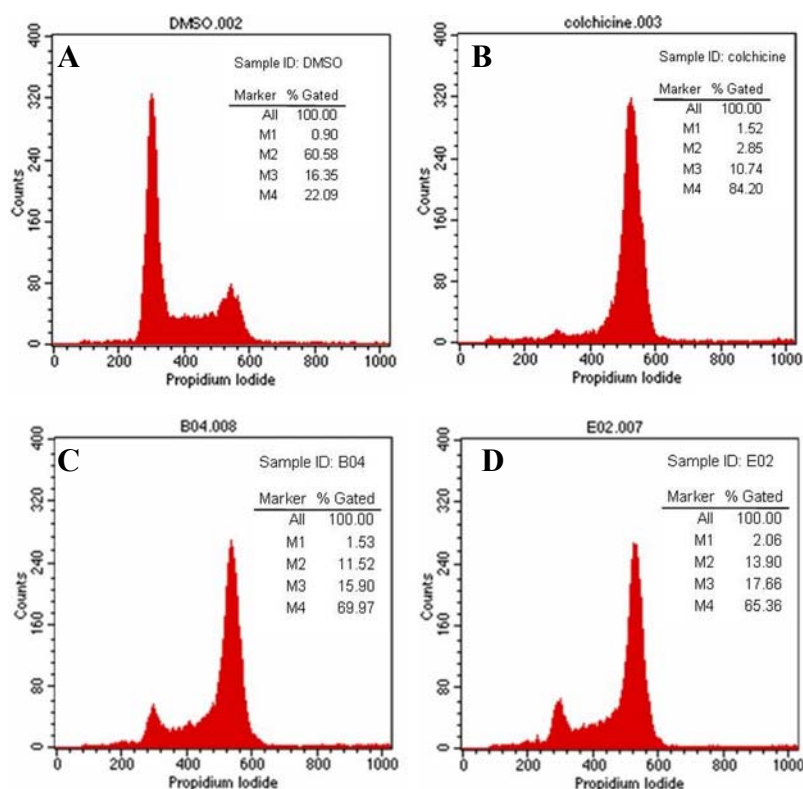 DMSO.002
A
Sample ID: DMSO
Marker % Gated
All 100.00
M1 0.90
M2 60.58
M3 16.35
M4 22.09
Counts
400
320
240
160
80
0
0 200 400 600 800 1000
Propidium Iodide
colchicine.003
B
Sample ID: colchicine
Marker % Gated
All 100.00
M1 1.52
M2 2.85
M3 10.74
M4 84.20
Counts
400
320
240
160
80
0
0 200 400 600 800 1000
Propidium Iodide
B04.008
C
Sample ID: B04
Marker % Gated
All 100.00
M1 1.53
M2 11.52
M3 15.90
M4 69.97
Counts
400
320
240
160
80
0
0 200 400 600 800 1000
Propidium Iodide
E02.007
D
Sample ID: E02
Marker % Gated
All 100.00
M1 2.06
M2 13.90
M3 17.66
M4 65.36
Counts
400
320
240
160
80
0
0 200 400 600 800 1000
Propidium Iodide